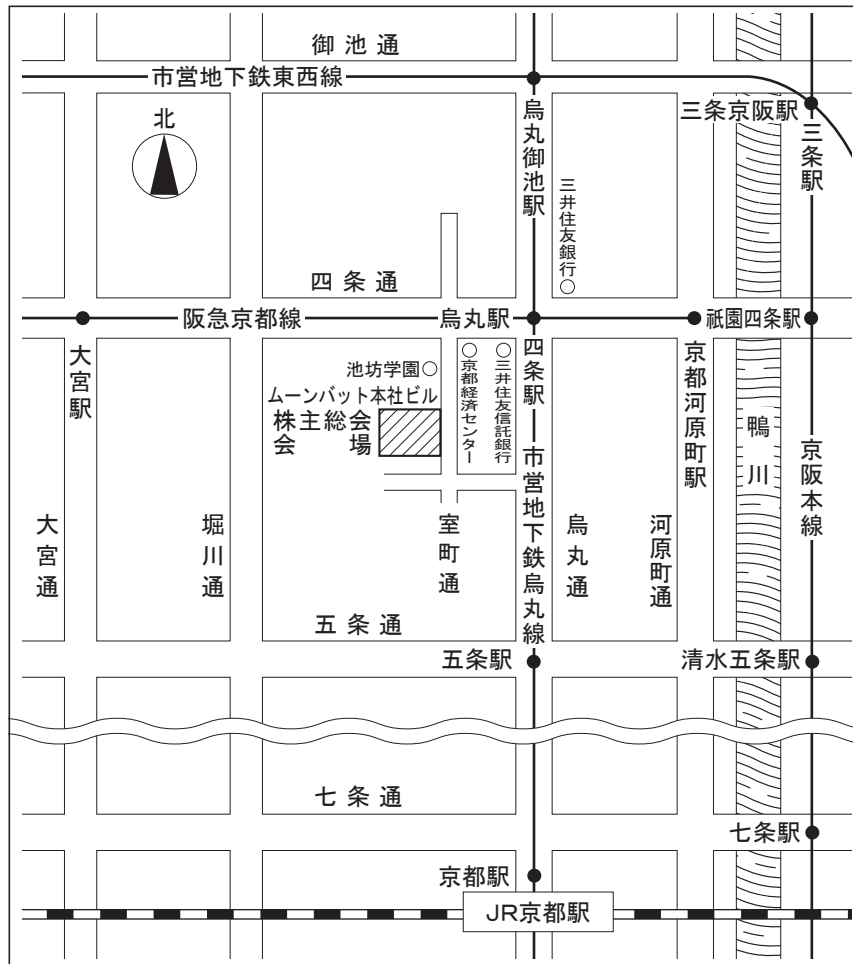 御池通
市営地下鉄東西線
北
烏丸御池駅
三条京阪駅
三条駅
三井住友銀行
四条通
阪急京都線
烏丸駅
祇園四条駅
大宮駅
四条駅
京都河原町駅
池坊学園
ムーンバット本社ビル
株主総会
会場
京都経済センター
三井住友信託銀行
鴨川
京阪本線
市営地下鉄烏丸線
大宮通
堀川通
室町通
烏丸通
河原町通
五条通
五条駅
清水五条駅
七条通
七条駅
京都駅
JR京都駅